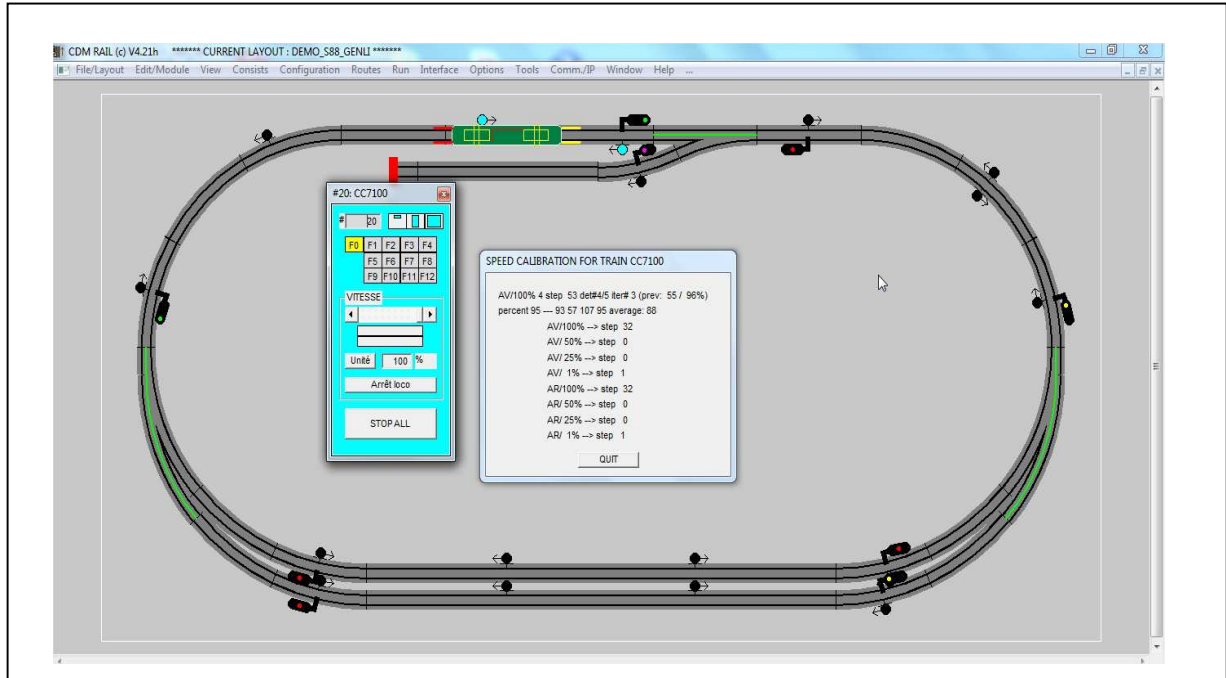 CDM RAIL (c) V4.21h ******* CURRENT LAYOUT : DEMO_S88_GENLI *******
File/Layout Edit/Module View Consists Configuration Routes Run Interface Options Tools Comm./IP Window Help ...
#20: CC7100
# 20
F0 F1 F2 F3 F4
F5 F6 F7 F8
F9 F10 F11 F12
VITESSE
Unité 100 %
Arrêt loco
STOP ALL
SPEED CALIBRATION FOR TRAIN CC7100
AV/100% 4 step 53 det#4/5 iter# 3 (prev: 55 / 96%)
percent 95 --- 93 57 107 95 average: 88
AV/100% --> step 32
AV/ 50% --> step 0
AV/ 25% --> step 0
AV/ 1% --> step 1
AR/100% --> step 32
AR/ 50% --> step 0
AR/ 25% --> step 0
AR/ 1% --> step 1
QUIT